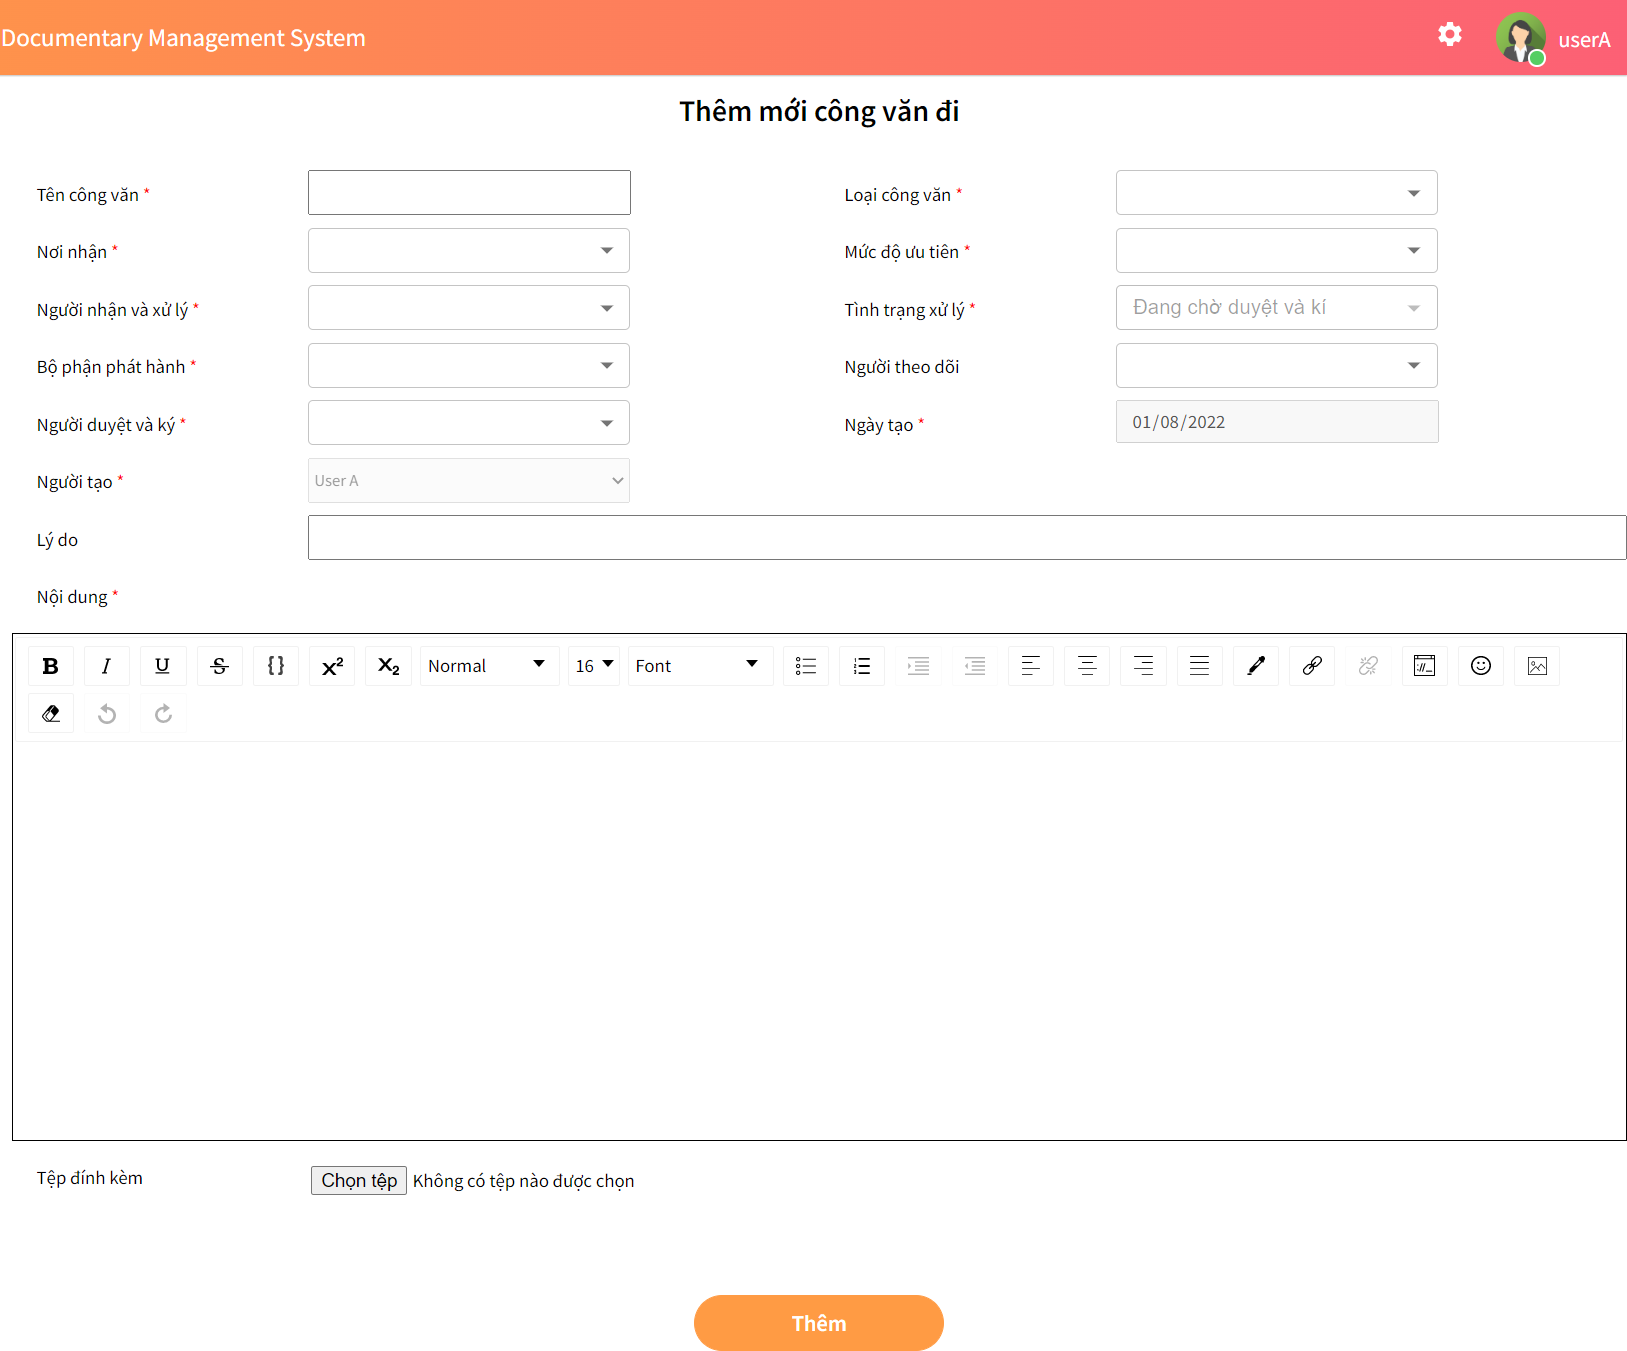 Documentary Management System
userA
Thêm mới công văn đi
Tên công văn *
Loại công văn *
Nơi nhận *
Mức độ ưu tiên *
Người nhận và xử lý *
Tình trạng xử lý *
Đang chờ duyệt và kí
Bộ phận phát hành *
Người theo dõi
Người duyệt và ký *
Ngày tạo *
01/08/2022
Người tạo *
User A
Lý do
Nội dung *
B I U S {} X² X₂ Normal 16 Font
Tệp dính kèm
Chọn tệp Không có tệp nào được chọn
Thêm